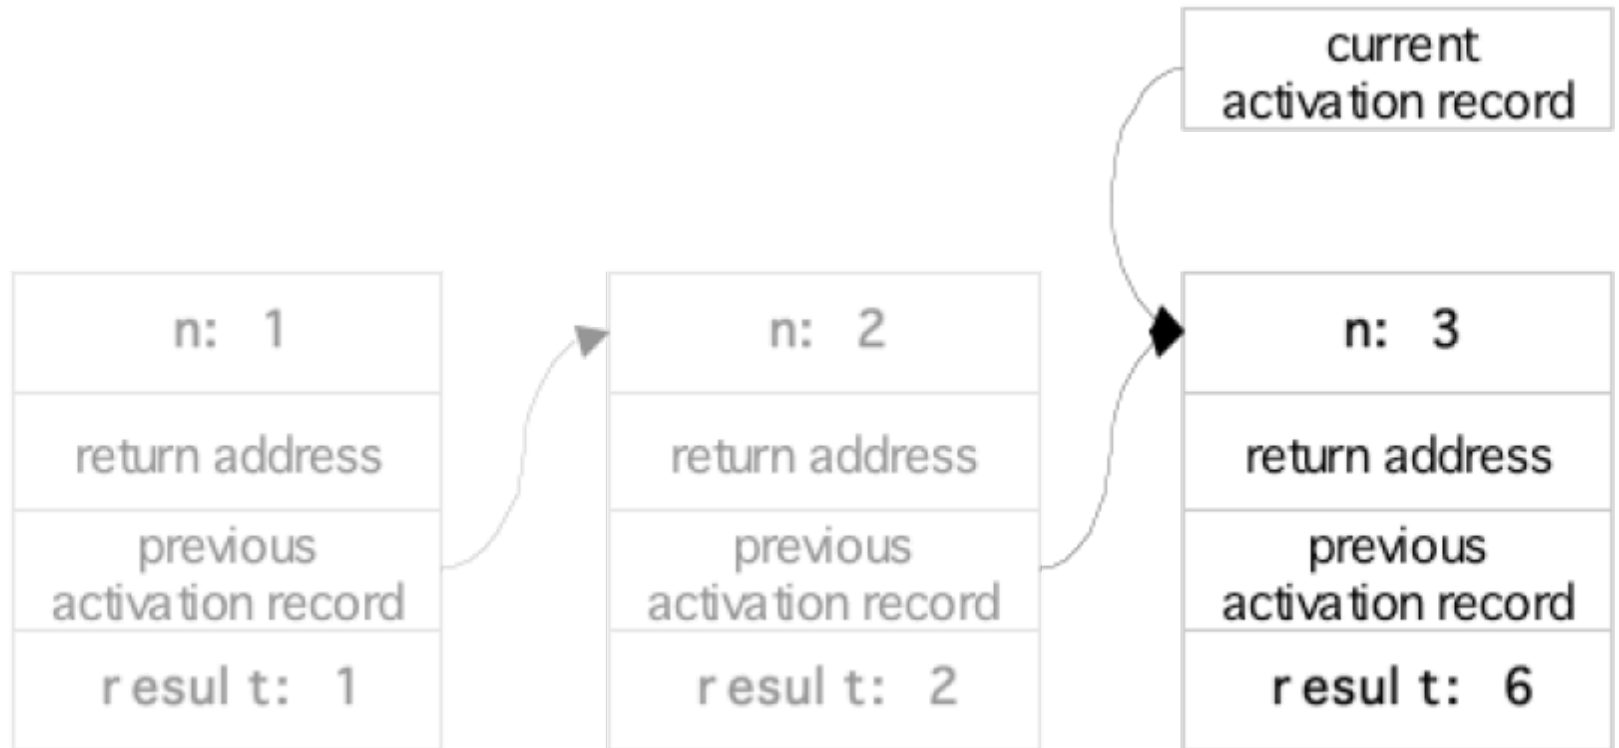 current
activation record
n: 1
return address
previous
activation record
result: 1
n: 2
return address
previous
activation record
result: 2
n: 3
return address
previous
activation record
result: 6